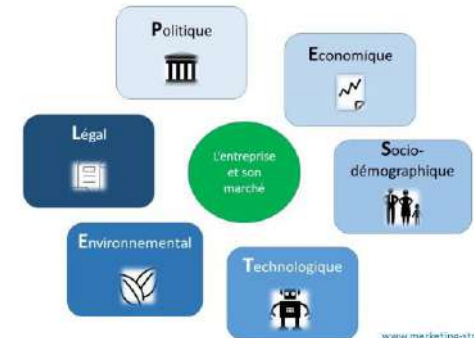 Politique
Economique
Socio-
démographique
Technologique
Environnemental
Légal
L'entreprise
et son
marché